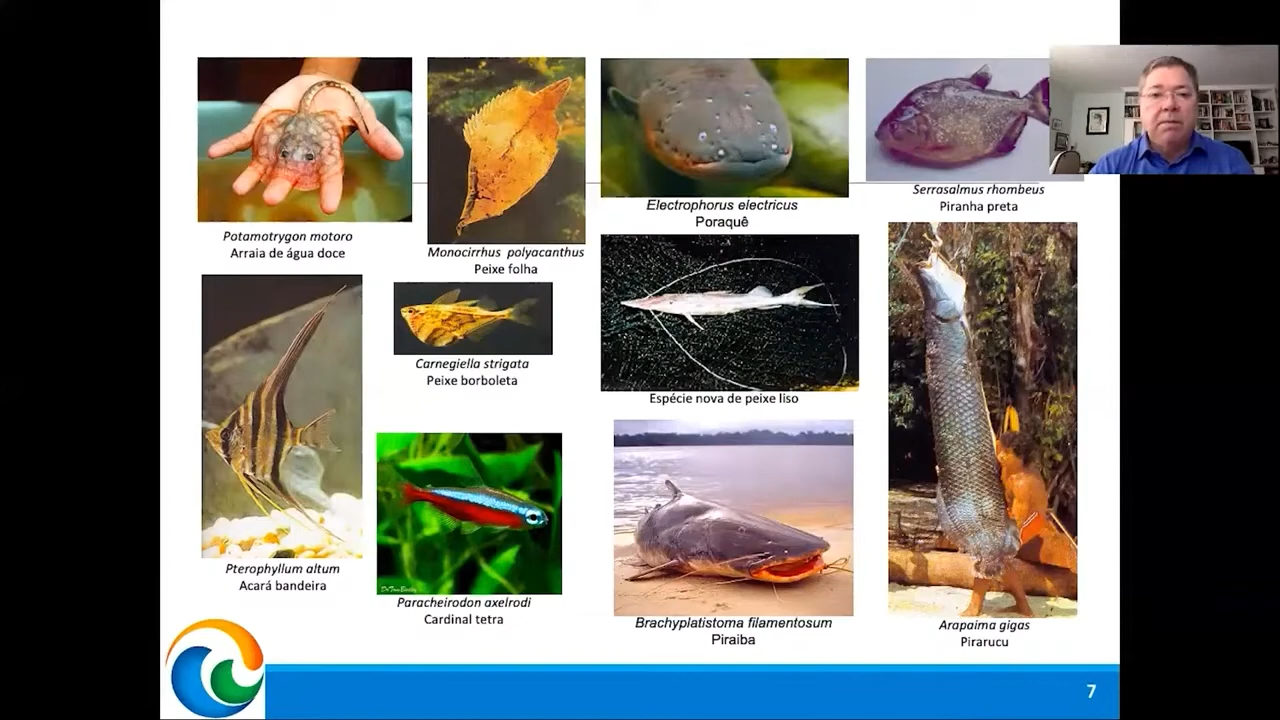 Potamotrygon motoro
Arraia de água doce
Monocirrhus polyacanthus
Peixe folha
Electrophorus electricus
Poraquê
Serrasalmus rhombeus
Piranha preta
Carnegiella strigata
Peixe borboleta
Espécie nova de peixe liso
Pterophyllum altum
Acará bandeira
Paracheirodon axelrodi
Cardinal tetra
Brachyplatistoma filamentosum
Piraiba
Arapaima gigas
Pirarucu
7